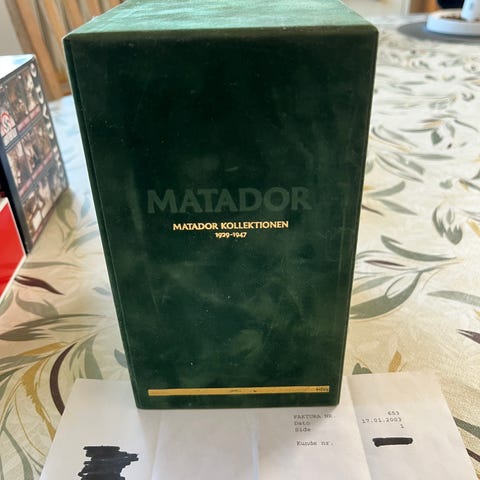 MATADOR
MATADOR KOLLEKTIONEN
1929-1947
FAKTURA NR. 653
Dato 17.01.2003
Side 1
Kunde nr.